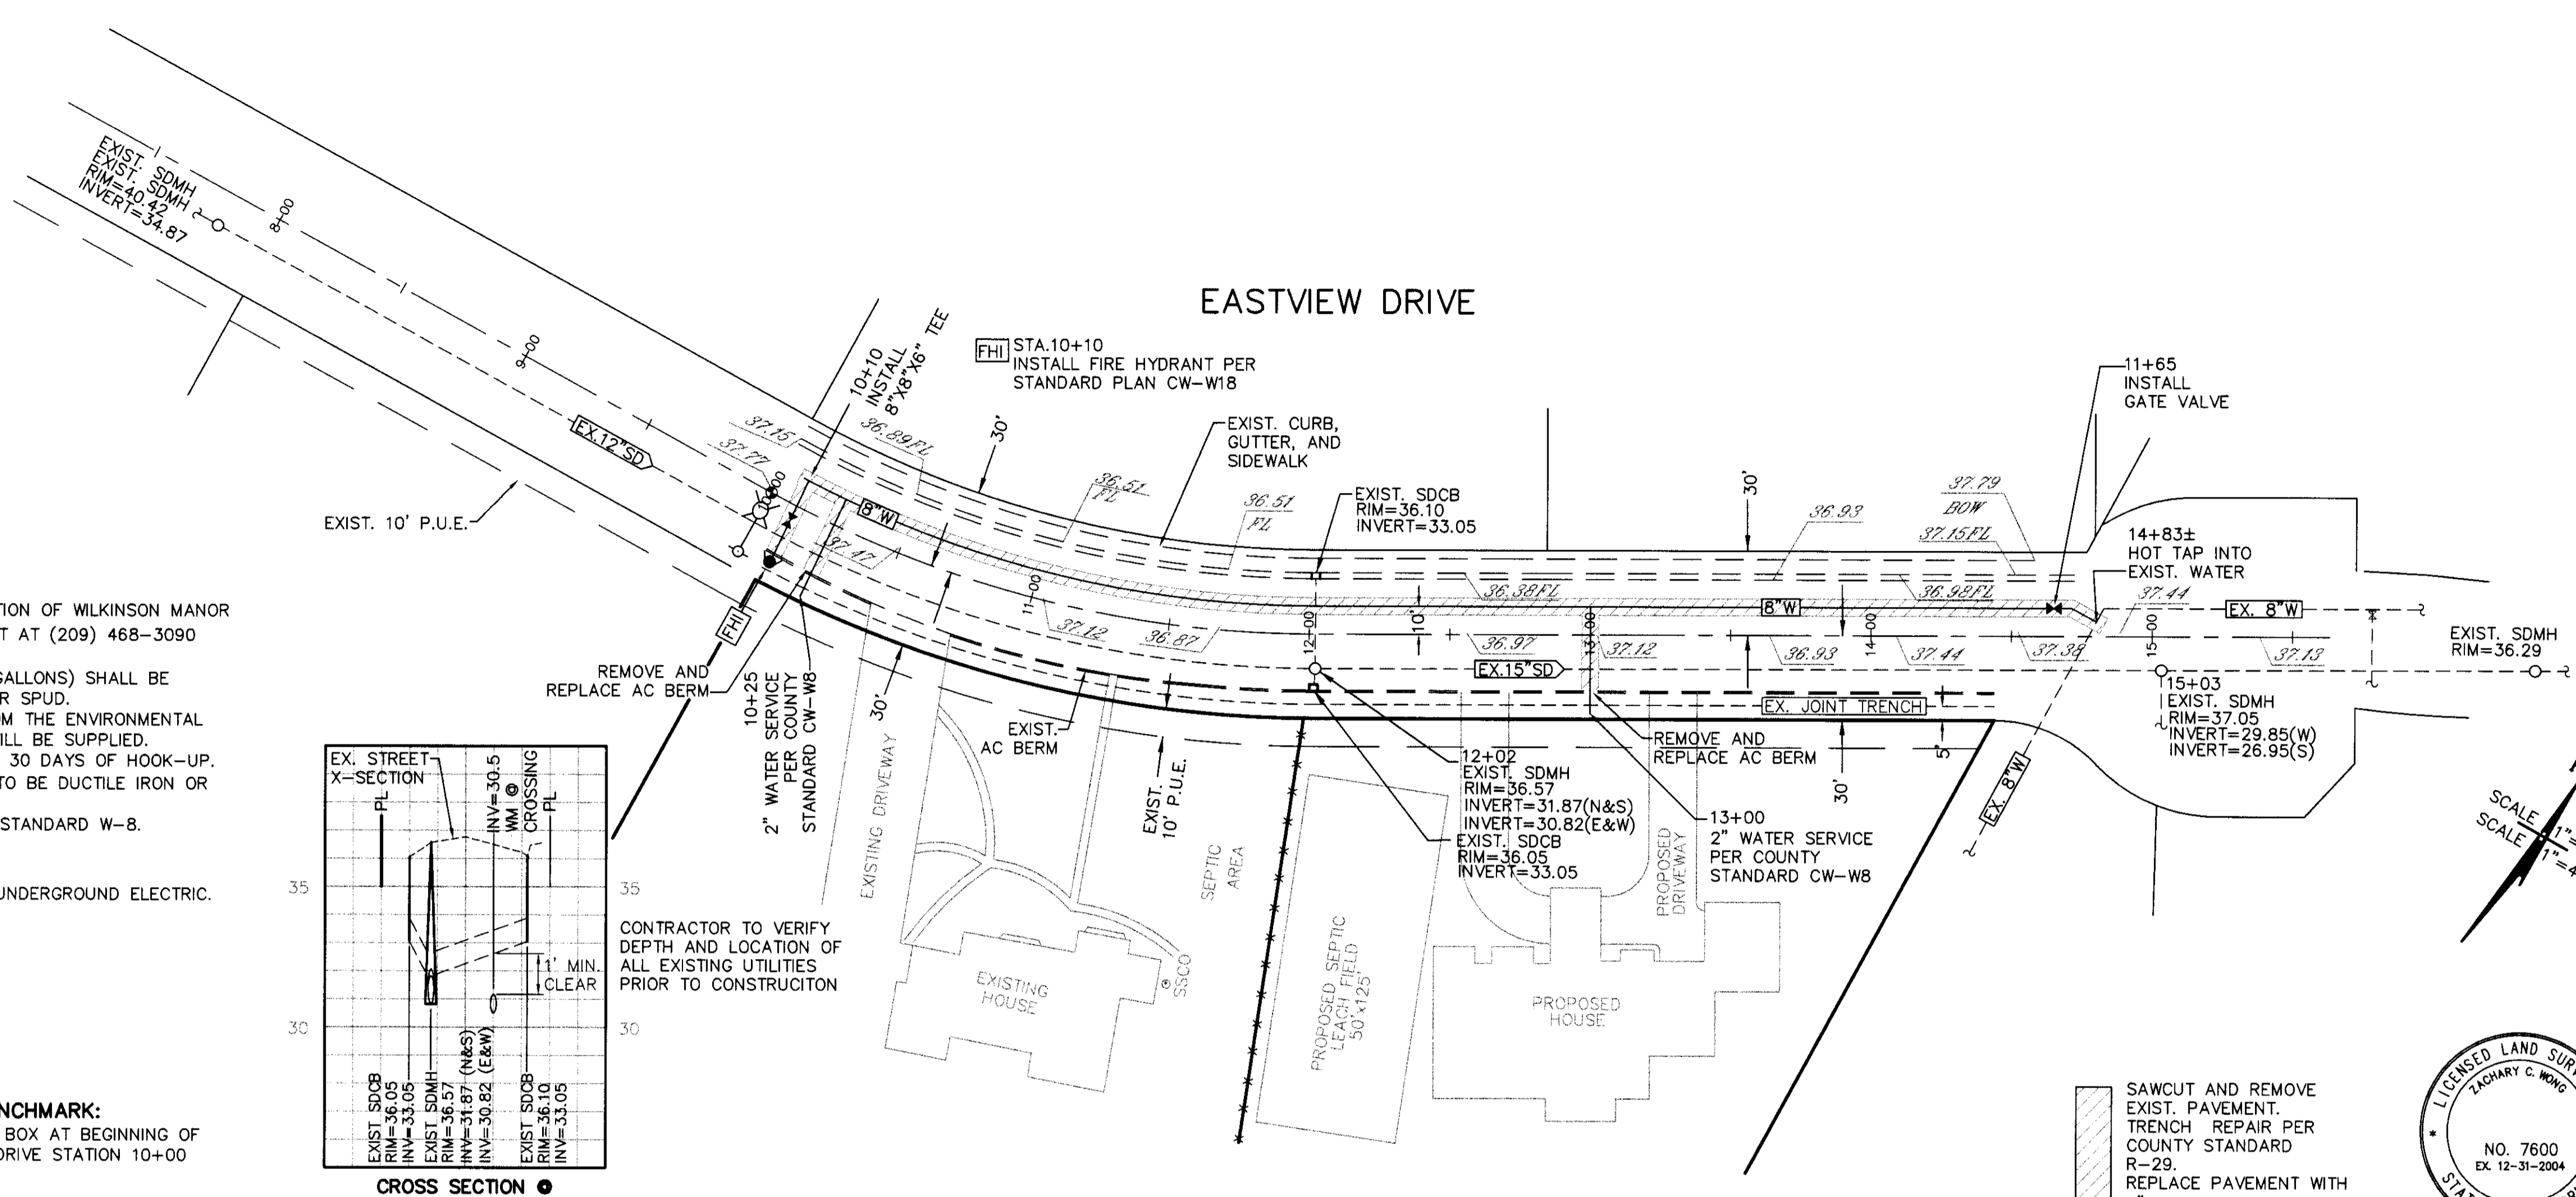 EXIST. SDMH
EXIST. SDMH
RIM=40.42
INVERT=34.87
8+00
9+00
EX.12"SD
EXIST. 10' P.U.E.
EASTVIEW DRIVE
10+10
INSTALL
8"X8"X6" TEE
FHI
STA.10+10
INSTALL FIRE HYDRANT PER
STANDARD PLAN CW-W18
30'
EXIST. CURB,
GUTTER, AND
SIDEWALK
11+65
INSTALL
GATE VALVE
37.15
36.89FL
37.77
8"W
37.47
36.51
FL
36.51
FL
EXIST. SDCB
RIM=36.10
INVERT=33.05
30'
36.93
37.79
BOW
37.15FL
14+83±
HOT TAP INTO
EXIST. WATER
36.38FL
8"W
36.98FL
37.44
EX. 8"W
11+00
37.12
36.87
12+00
10'
36.97
13+00
37.12
36.93
14+00
37.44
37.38
15+00
37.13
EXIST. SDMH
RIM=36.29
EX.15"SD
EX. JOINT TRENCH
5'
15+03
EXIST. SDMH
RIM=37.05
INVERT=29.85(W)
INVERT=26.95(S)
FHI
REMOVE AND
REPLACE AC BERM
10+25
2" WATER SERVICE
PER COUNTY
STANDARD CW-W8
30'
EXISTING DRIVEWAY
EXIST.
AC BERM
EXIST.
10' P.U.E.
REMOVE AND
REPLACE AC BERM
12+02
EXIST. SDMH
RIM=36.57
INVERT=31.87(N&S)
INVERT=30.82(E&W)
EXIST. SDCB
RIM=36.05
INVERT=33.05
13+00
2" WATER SERVICE
PER COUNTY
STANDARD CW-W8
30'
EX. 8"W
SCALE 1"=
SCALE 1"=4
SEPTIC
AREA
PROPOSED
DRIVEWAY
EXISTING
HOUSE
SSCO
PROPOSED SEPTIC
LEACH FIELD
50'x125'
PROPOSED
HOUSE
TION OF WILKINSON MANOR
T AT (209) 468-3090
GALLONS) SHALL BE
R SPUD.
OM THE ENVIRONMENTAL
ILL BE SUPPLIED.
30 DAYS OF HOOK-UP.
TO BE DUCTILE IRON OR
STANDARD W-8.
UNDERGROUND ELECTRIC.
NCHMARK:
BOX AT BEGINNING OF
DRIVE STATION 10+00
EX. STREET
X-SECTION
PL
INV=30.5
WM @
CROSSING
PL
35
35
1' MIN.
CLEAR
30
30
EXIST SDCB
RIM=36.05
INV=33.05
EXIST SDMH
RIM=36.57
INV=31.87 (N&S)
INV=30.82 (E&W)
EXIST SDCB
RIM=36.10
INV=33.05
CROSS SECTION
CONTRACTOR TO VERIFY
DEPTH AND LOCATION OF
ALL EXISTING UTILITIES
PRIOR TO CONSTRUCITON
SAWCUT AND REMOVE
EXIST. PAVEMENT.
TRENCH REPAIR PER
COUNTY STANDARD
R-29.
REPLACE PAVEMENT WITH
LICENSED LAND SUR
ZACHARY C. WONG
NO. 7600
EX. 12-31-2004